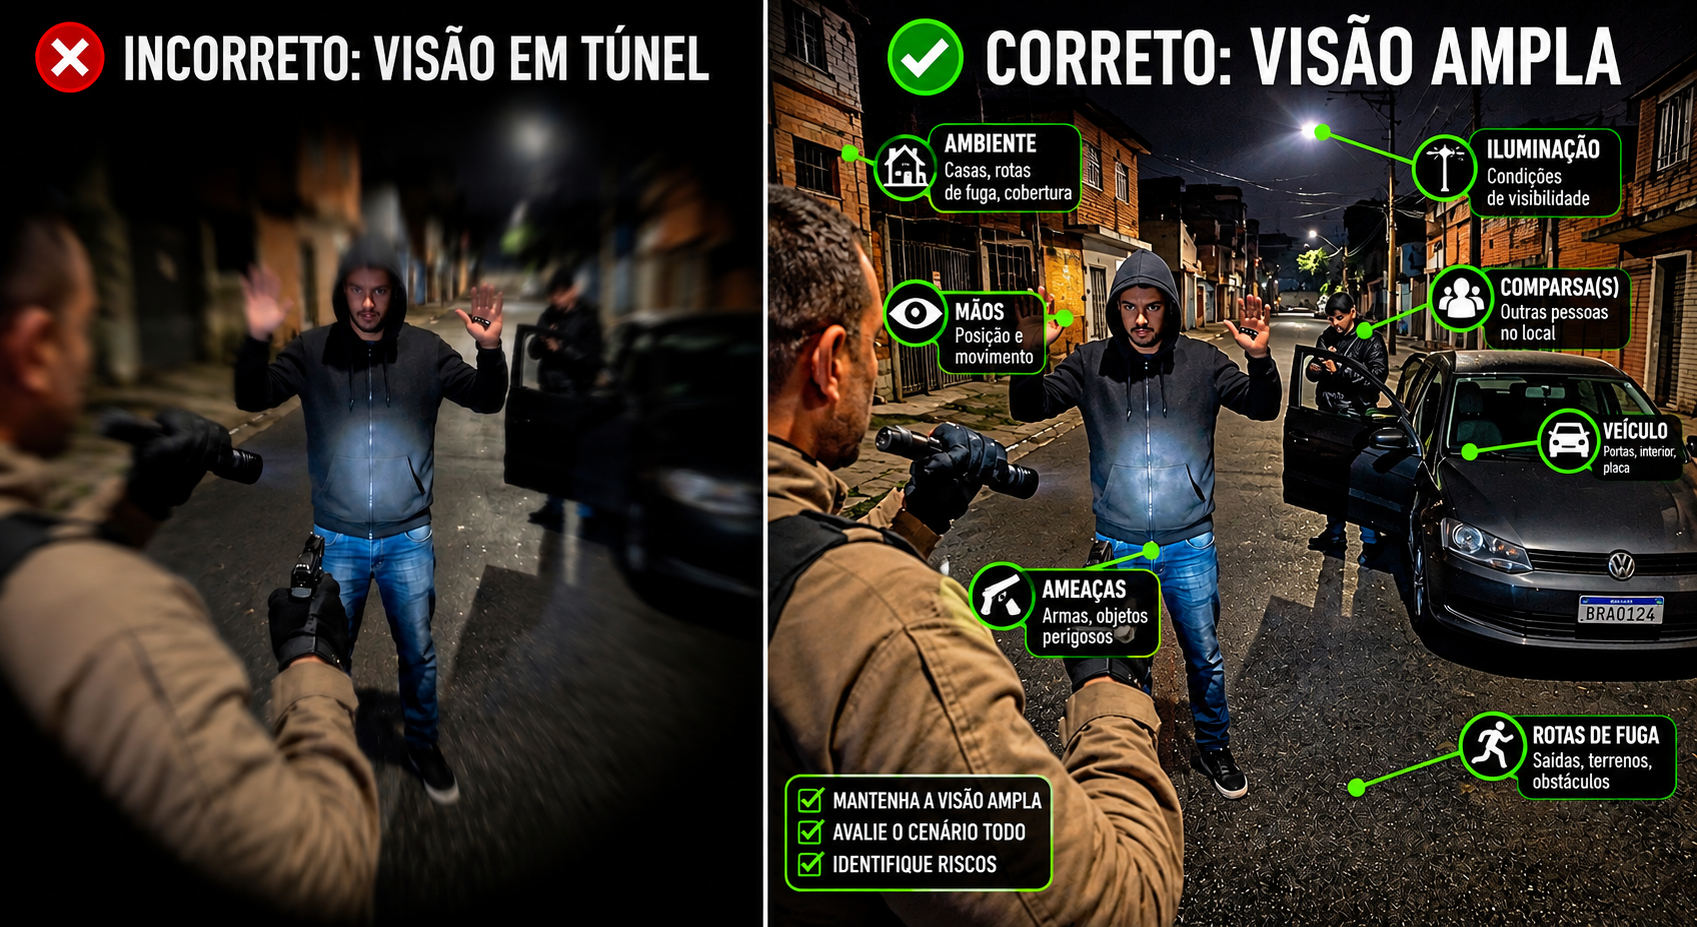 INCORRETO: VISÃO EM TÚNEL
CORRETO: VISÃO AMPLA
AMBIENTE
Casas, rotas
de fuga, cobertura
ILUMINAÇÃO
Condições
de visibilidade
MÃOS
Posição e
movimento
COMPARSA(S)
Outras pessoas
no local
VEÍCULO
Portas, interior,
placa
AMEAÇAS
Armas, objetos
perigosos
BRA0124
ROTAS DE FUGA
Saídas, terrenos,
obstáculos
MANTENHA A VISÃO AMPLA
AVALIE O CENÁRIO TODO
IDENTIFIQUE RISCOS